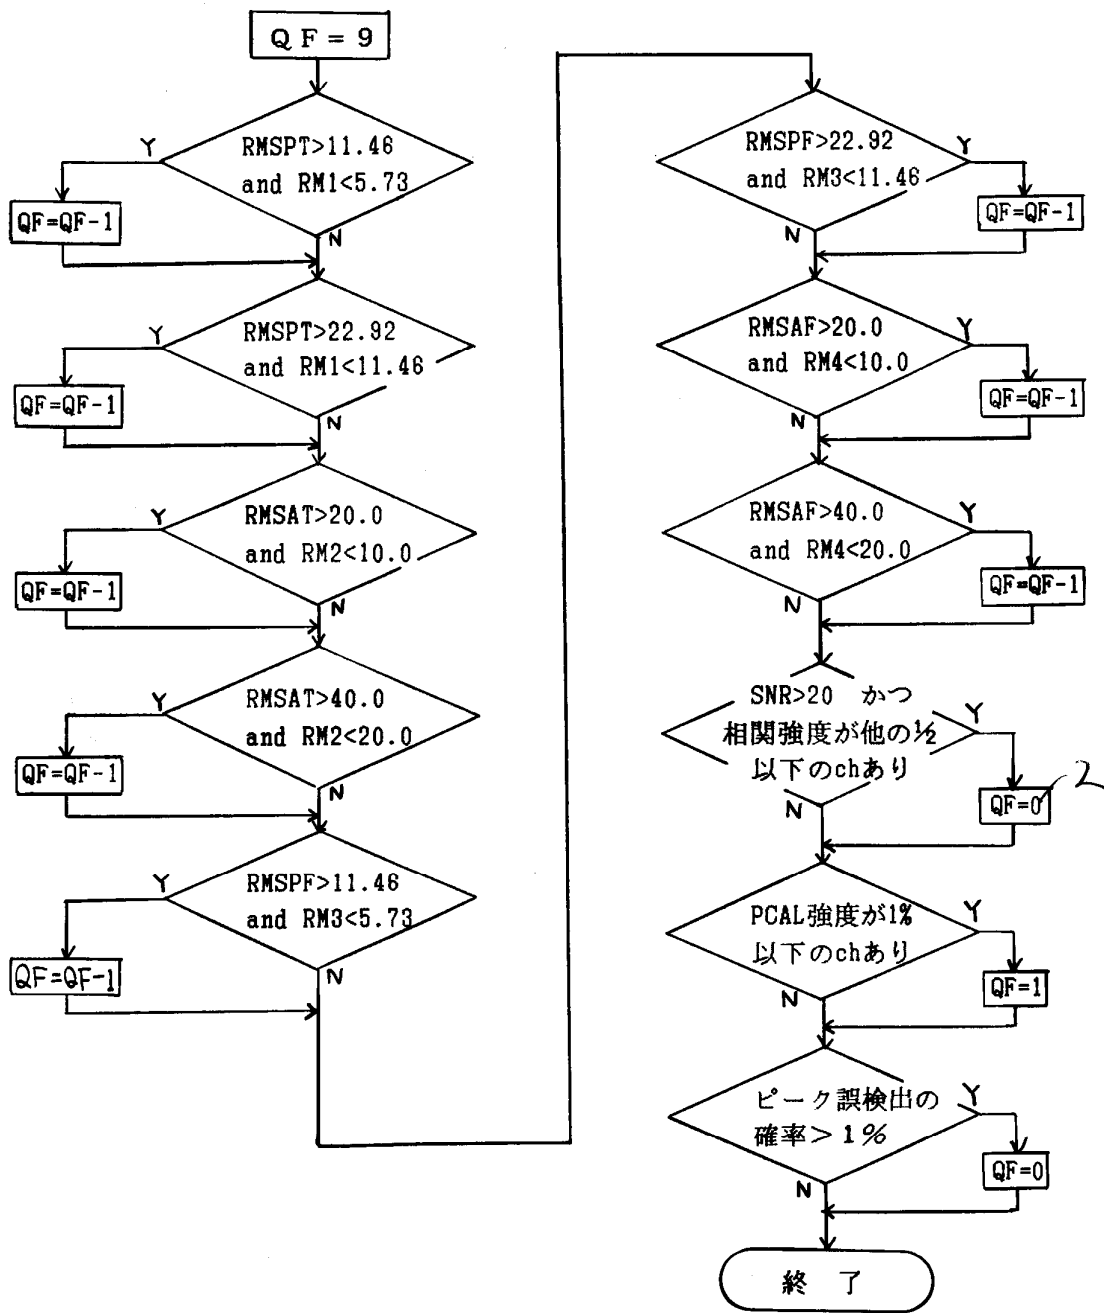 QF=9
RMSPT>11.46
and RM1<5.73
Y
QF=QF-1
N
RMSPT>22.92
and RM1<11.46
Y
QF=QF-1
N
RMSAT>20.0
and RM2<10.0
Y
QF=QF-1
N
RMSAT>40.0
and RM2<20.0
Y
QF=QF-1
N
RMSPF>11.46
and RM3<5.73
Y
QF=QF-1
N
RMSPF>22.92
and RM3<11.46
Y
QF=QF-1
N
RMSAF>20.0
and RM4<10.0
Y
QF=QF-1
N
RMSAF>40.0
and RM4<20.0
Y
QF=QF-1
N
SNR>20 かつ
相関強度が他の½
以下のchあり
Y
QF=0
2
N
PCAL強度が1%
以下のchあり
Y
QF=1
N
ピーク誤検出の
確率>1%
Y
QF=0
N
終了